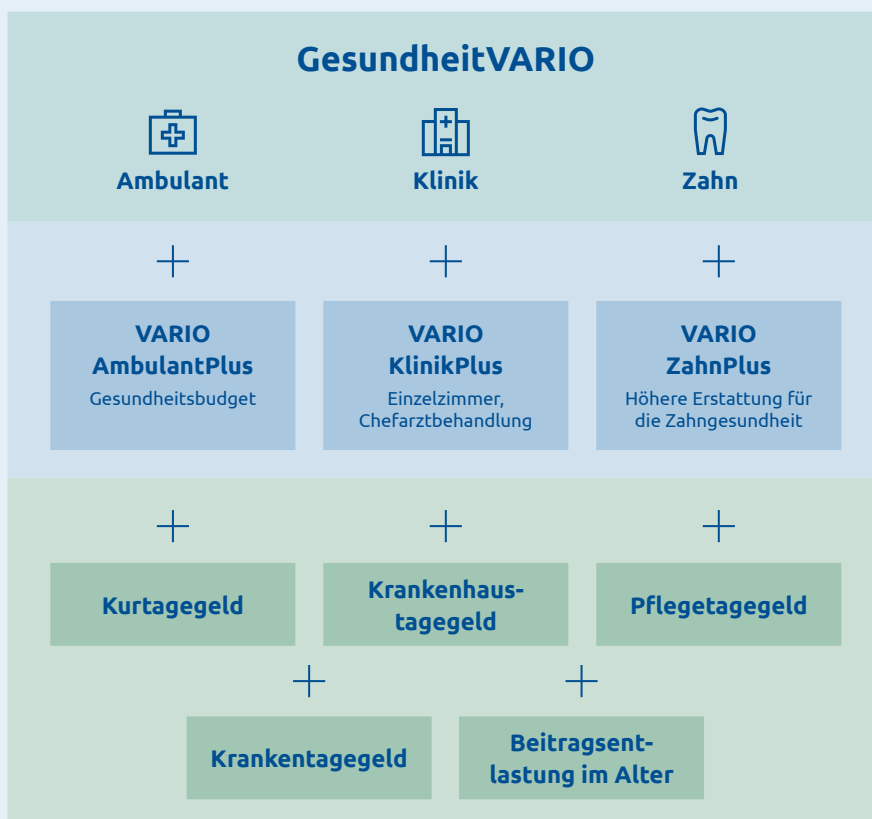 GesundheitVARIO
Ambulant
Klinik
Zahn
VARIO
AmbulantPlus
Gesundheitsbudget
VARIO
KlinikPlus
Einzelzimmer,
Chefarztbehandlung
VARIO
ZahnPlus
Höhere Erstattung für
die Zahngesundheit
Kurtagegeld
Krankenhaus-
tagegeld
Pflegetagegeld
Krankentagegeld
Beitragsent-
lastung im Alter